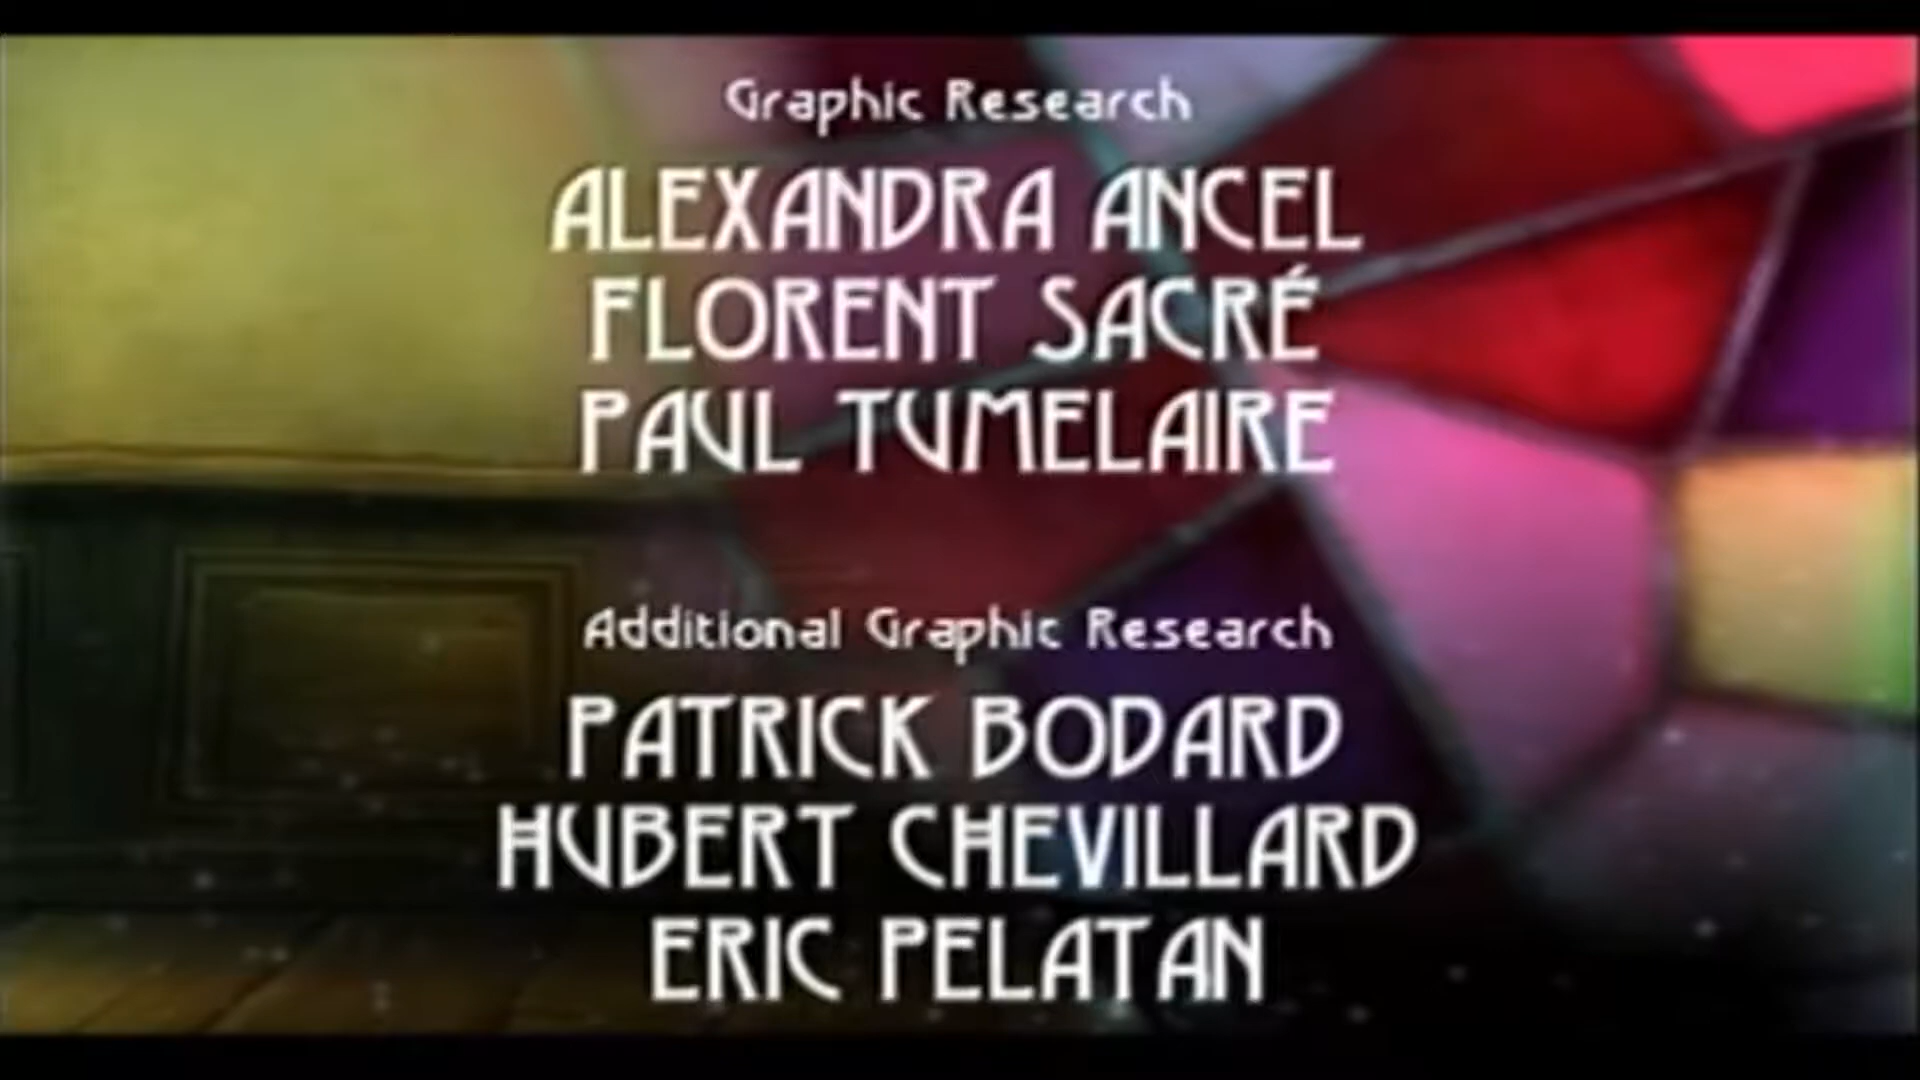 Graphic Research
ALEXANDRA ANCEL
FLORENT SACRÉ
PAUL TUMELAIRE
Additional Graphic Research
PATRICK BODARD
HUBERT CHEVILLARD
ERIC PELATAN